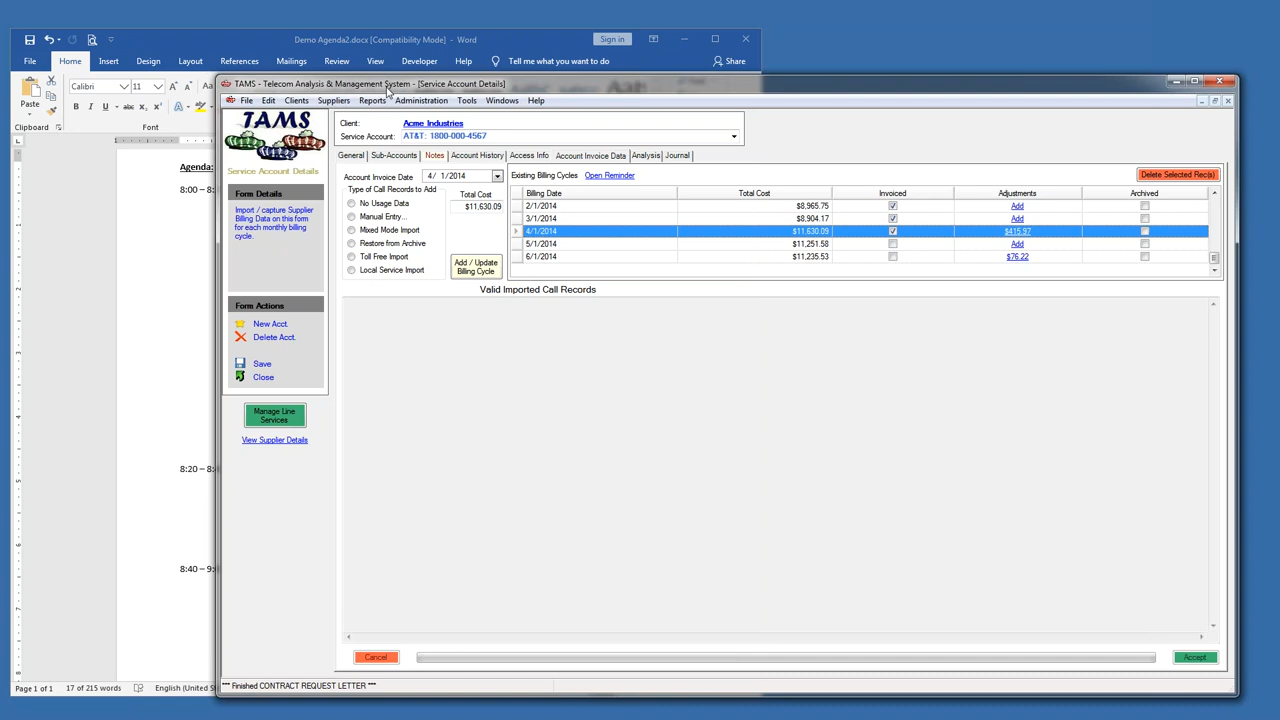 Demo Agenda2.docx [Compatibility Mode] - Word
Sign in
File Home Insert Design Layout References Mailings Review View Developer Help Tell me what you want to do Share
Paste
Clipboard
Calibri 11
B I U abc
Font
Agenda:
8:00 –
8:20 – 8:
8:40 – 9:
Page 1 of 1 17 of 215 words English (United S
TAMS - Telecom Analysis & Management System - [Service Account Details]
File Edit Clients Suppliers Reports Administration Tools Windows Help
TAMS
Service Account Details
Form Details
Import / capture Supplier
Billing Data on this form
for each monthly billing
cycle.
Form Actions
New Acct.
Delete Acct.
Save
Close
Manage Line
Services
View Supplier Details
Client: Acme Industries
Service Account: AT&T: 1800-000-4567
General Sub-Accounts Notes Account History Access Info Account Invoice Data Analysis Journal
Account Invoice Date 4/ 1/2014
Type of Call Records to Add
No Usage Data
Manual Entry...
Mixed Mode Import
Restore from Archive
Toll Free Import
Local Service Import
Total Cost
$11,630.09
Add / Update
Billing Cycle
Existing Billing Cycles Open Reminder
Delete Selected Rec(s)
Billing Date Total Cost Invoiced Adjustments Archived
2/1/2014 $8,965.75 Add
3/1/2014 $8,904.17 Add
4/1/2014 $11,630.09 $415.97
5/1/2014 $11,251.58 Add
6/1/2014 $11,235.53 $76.22
Valid Imported Call Records
Cancel
Accept
*** Finished CONTRACT REQUEST LETTER ***